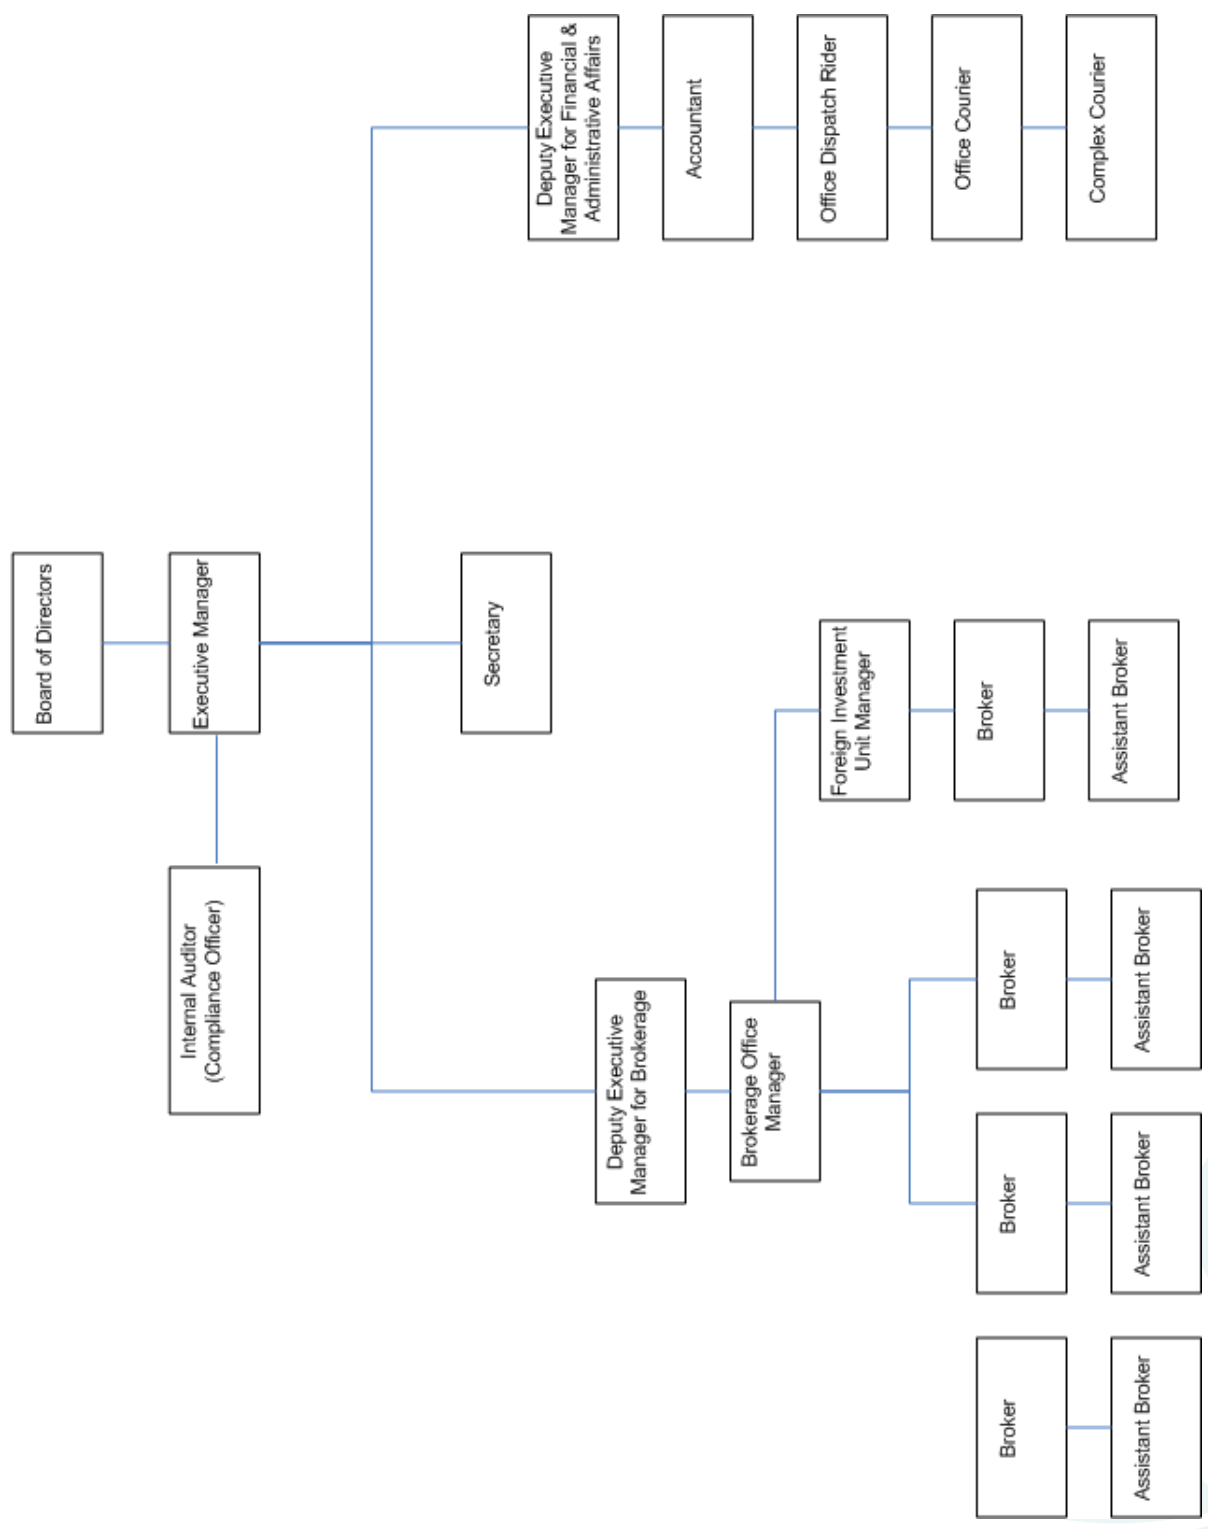 Board of Directors
Executive Manager
Internal Auditor
(Compliance Officer)
Secretary
Deputy Executive
Manager for Brokerage
Deputy Executive
Manager for Financial &
Administrative Affairs
Brokerage Office
Manager
Accountant
Foreign Investment
Unit Manager
Office Dispatch Rider
Broker
Broker
Broker
Broker
Office Courier
Assistant Broker
Assistant Broker
Assistant Broker
Assistant Broker
Complex Courier